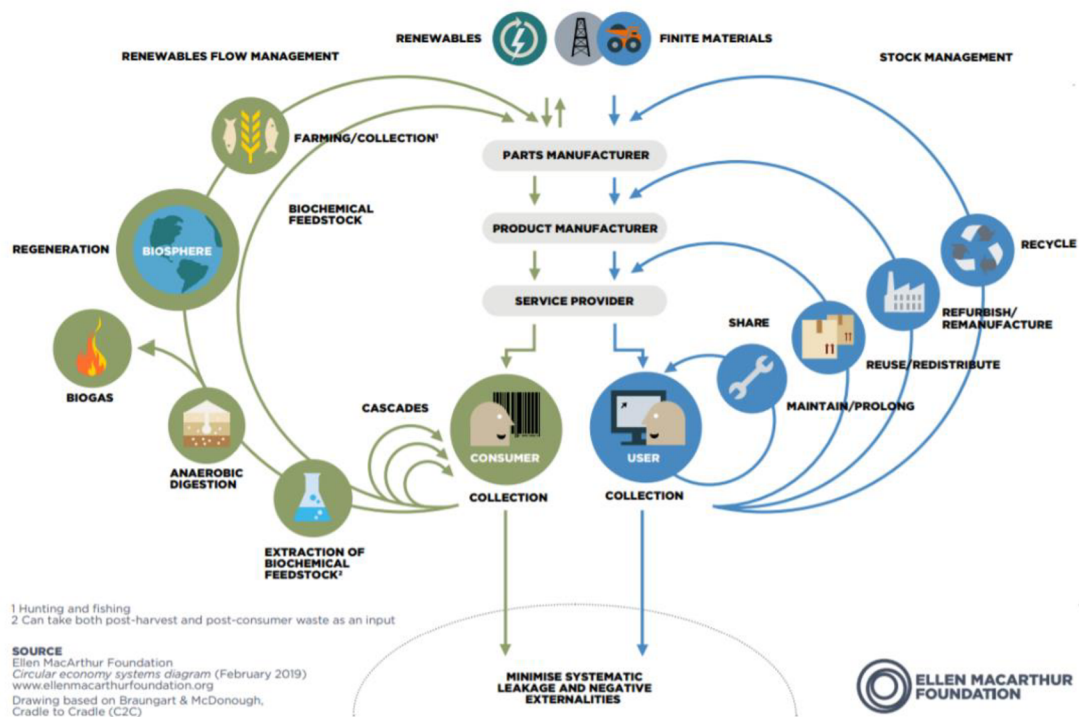 RENEWABLES
FINITE MATERIALS
RENEWABLES FLOW MANAGEMENT
STOCK MANAGEMENT
FARMING/COLLECTION¹
PARTS MANUFACTURER
BIOCHEMICAL
FEEDSTOCK
PRODUCT MANUFACTURER
REGENERATION
BIOSPHERE
RECYCLE
SERVICE PROVIDER
SHARE
REFURBISH/
REMANUFACTURE
REUSE/REDISTRIBUTE
BIOGAS
CASCADES
MAINTAIN/PROLONG
CONSUMER
USER
ANAEROBIC
DIGESTION
COLLECTION
COLLECTION
EXTRACTION OF
BIOCHEMICAL
FEEDSTOCK²
1 Hunting and fishing
2 Can take both post-harvest and post-consumer waste as an input
SOURCE
Ellen MacArthur Foundation
Circular economy systems diagram (February 2019)
www.ellenmacarthurfoundation.org
Drawing based on Braungart & McDonough,
Cradle to Cradle (C2C)
MINIMISE SYSTEMATIC
LEAKAGE AND NEGATIVE
EXTERNALITIES
ELLEN MACARTHUR
FOUNDATION